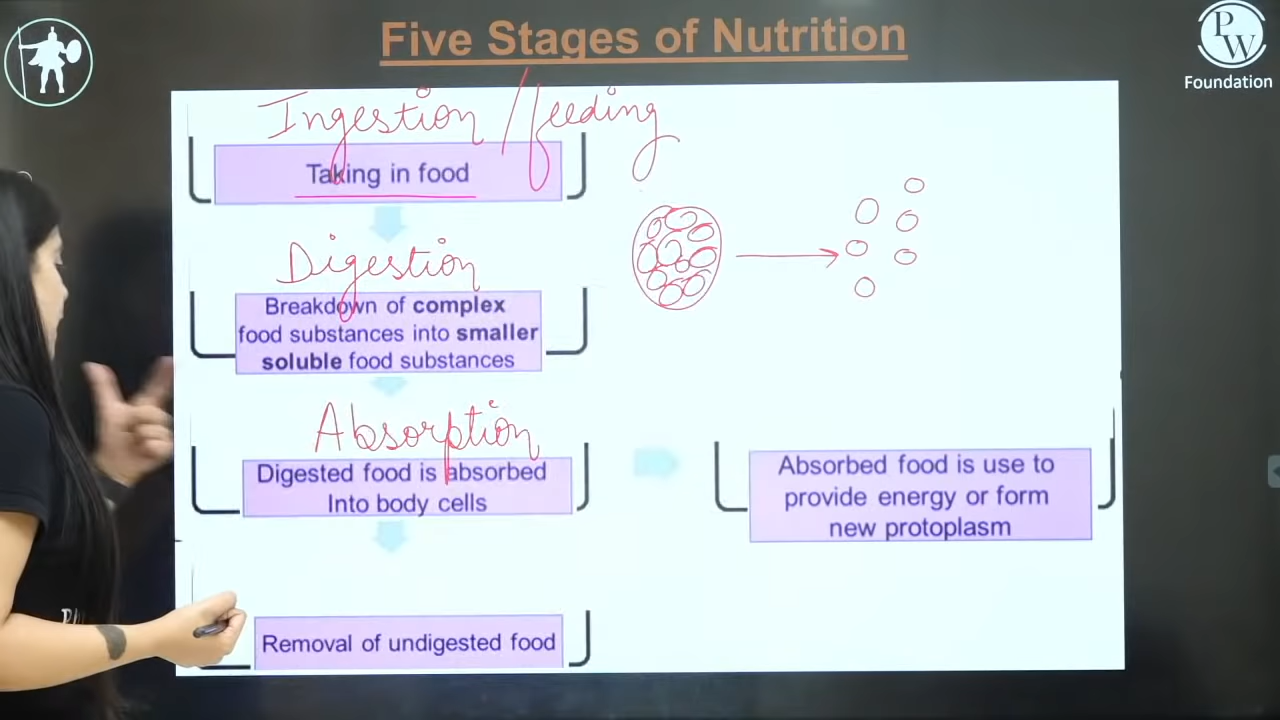 Five Stages of Nutrition
PW
Foundation
Ingestion / feeding
Taking in food
Digestion
Breakdown of complex
food substances into smaller
soluble food substances
Absorption
Digested food is absorbed
Into body cells
Absorbed food is use to
provide energy or form
new protoplasm
Removal of undigested food